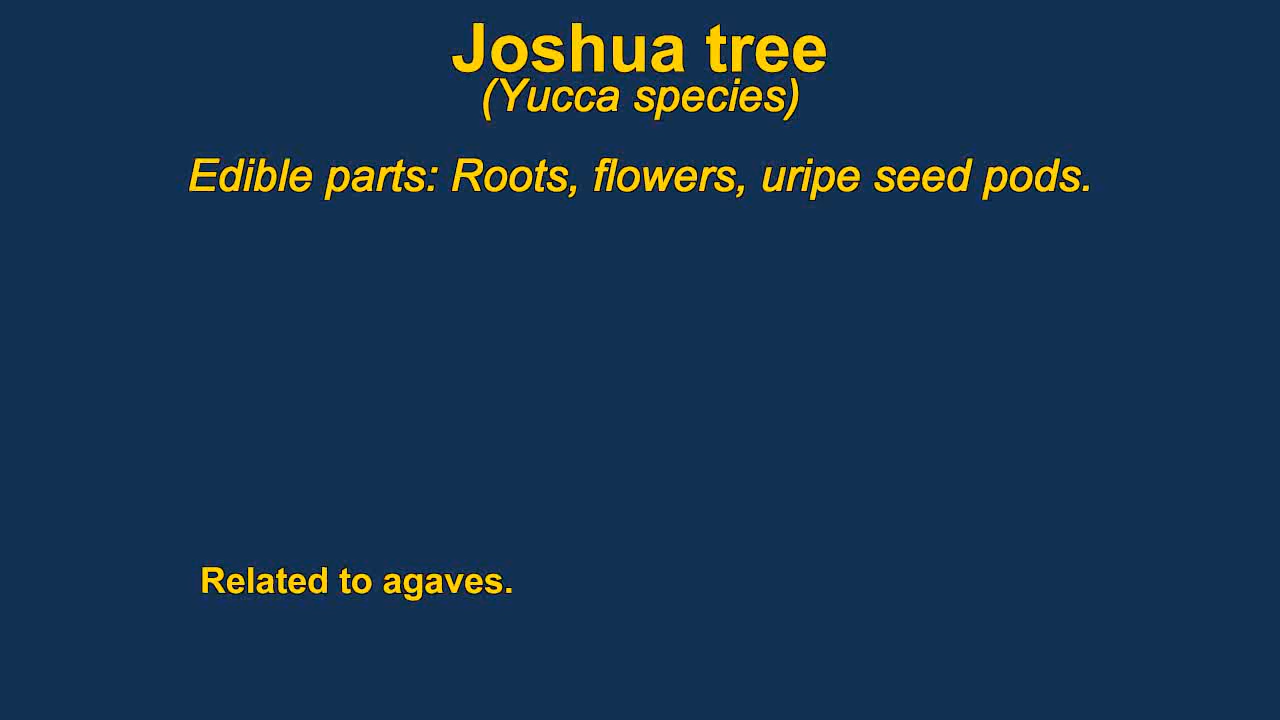 Joshua tree
(Yucca species)
Edible parts: Roots, flowers, uripe seed pods.
Related to agaves.